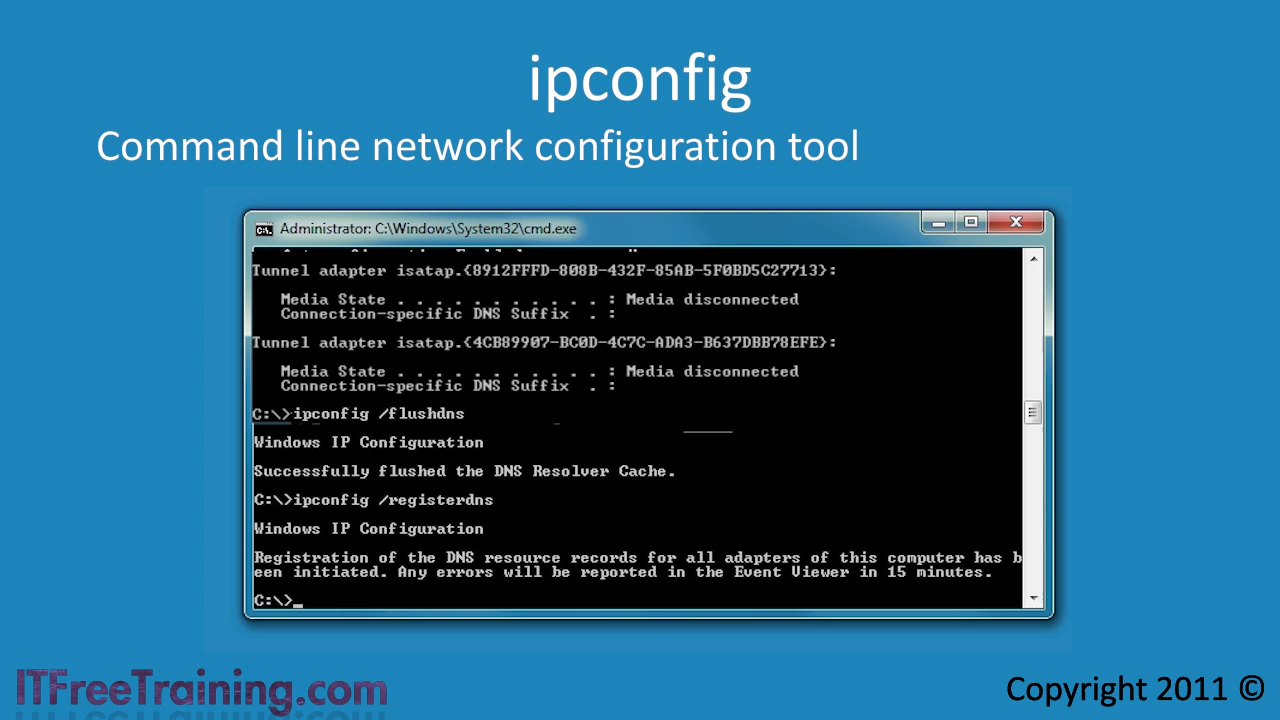 ipconfig
Command line network configuration tool
Administrator: C:\Windows\System32\cmd.exe
Tunnel adapter isatap.{8912FFFD-808B-432F-85AB-5F0BD5C27713}:
Media State . . . . . . . . . . . : Media disconnected
Connection-specific DNS Suffix  . :
Tunnel adapter isatap.{4CB89907-BC0D-4C7C-ADA3-B637DBB78EFE}:
Media State . . . . . . . . . . . : Media disconnected
Connection-specific DNS Suffix  . :
C:\>ipconfig /flushdns
Windows IP Configuration
Successfully flushed the DNS Resolver Cache.
C:\>ipconfig /registerdns
Windows IP Configuration
Registration of the DNS resource records for all adapters of this computer has b
een initiated. Any errors will be reported in the Event Viewer in 15 minutes.
C:\>_
ITFreeTraining.com
Copyright 2011 ©